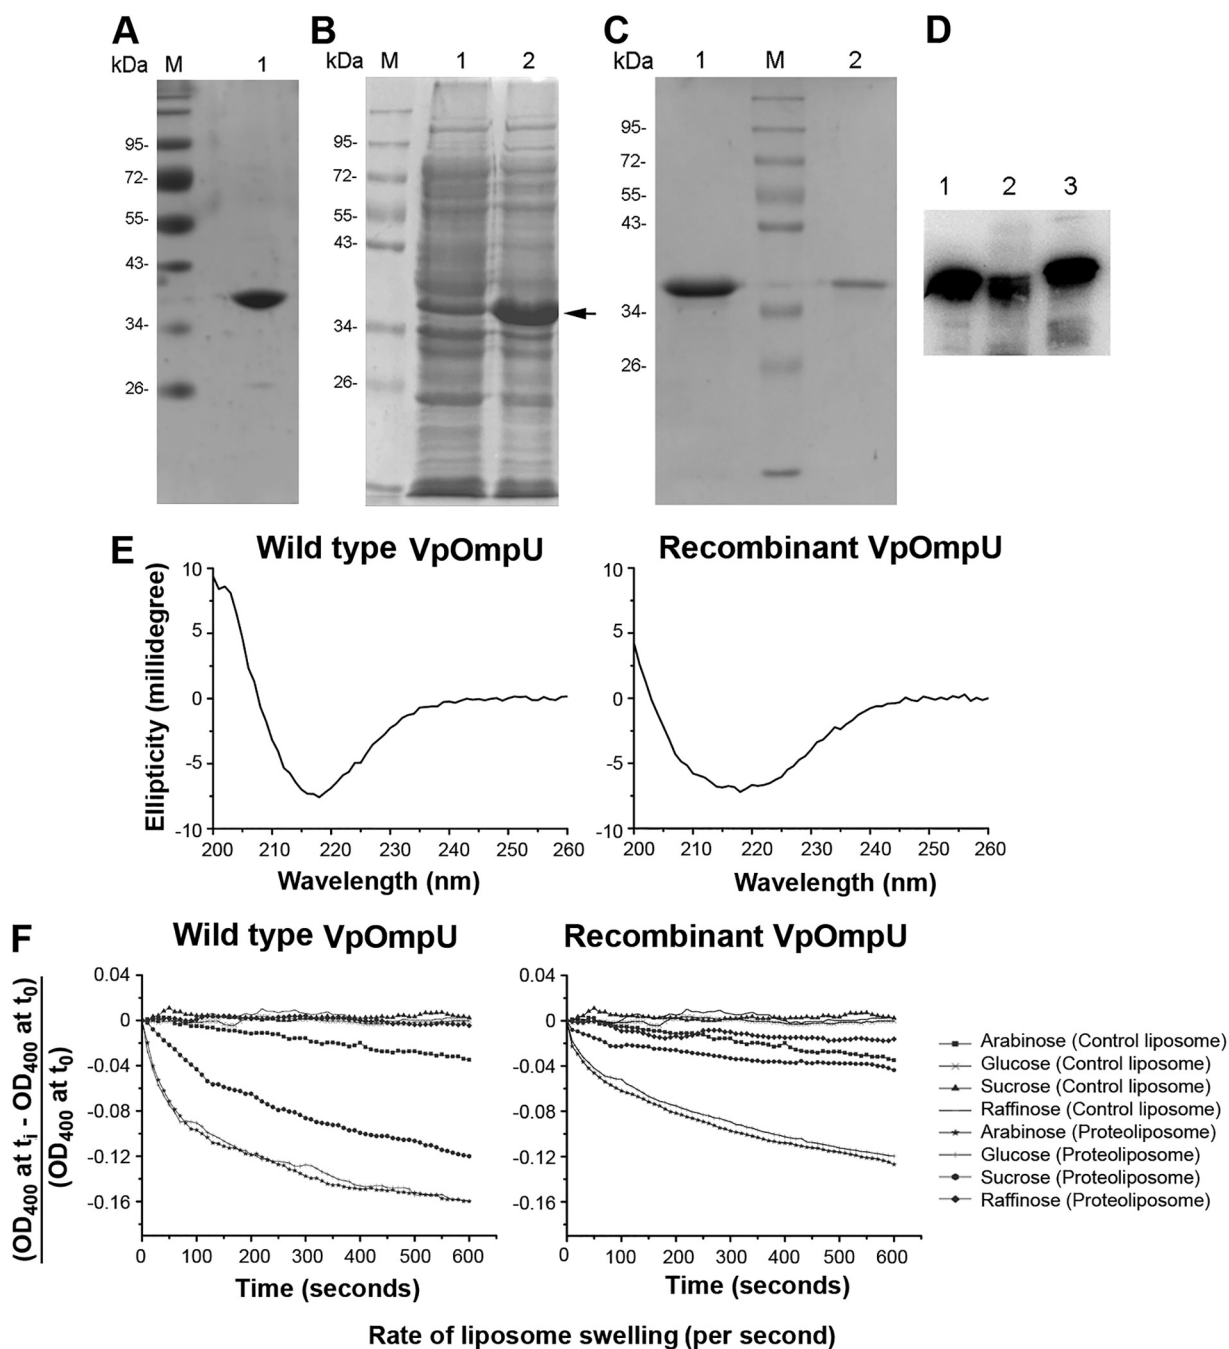 A
kDa M 1
95-
72-
55-
43-
34-
26-
B
kDa M 1 2
95-
72-
55-
43-
34-
26-
C
kDa 1 M 2
95-
72-
55-
43-
34-
26-
D
1 2 3
E
Wild type VpOmpU
Ellipticity (millidegree)
10
5
0
-5
-10
200 210 220 230 240 250 260
Wavelength (nm)
Recombinant VpOmpU
10
5
0
-5
-10
200 210 220 230 240 250 260
Wavelength (nm)
F
Wild type VpOmpU
(OD400 at ti - OD400 at t0)
(OD400 at t0)
0.04
0
-0.04
-0.08
-0.12
-0.16
0 100 200 300 400 500 600
Time (seconds)
Recombinant VpOmpU
0.04
0
-0.04
-0.08
-0.12
-0.16
0 100 200 300 400 500 600
Time (seconds)
Arabinose (Control liposome)
Glucose (Control liposome)
Sucrose (Control liposome)
Raffinose (Control liposome)
Arabinose (Proteoliposome)
Glucose (Proteoliposome)
Sucrose (Proteoliposome)
Raffinose (Proteoliposome)
Rate of liposome swelling (per second)